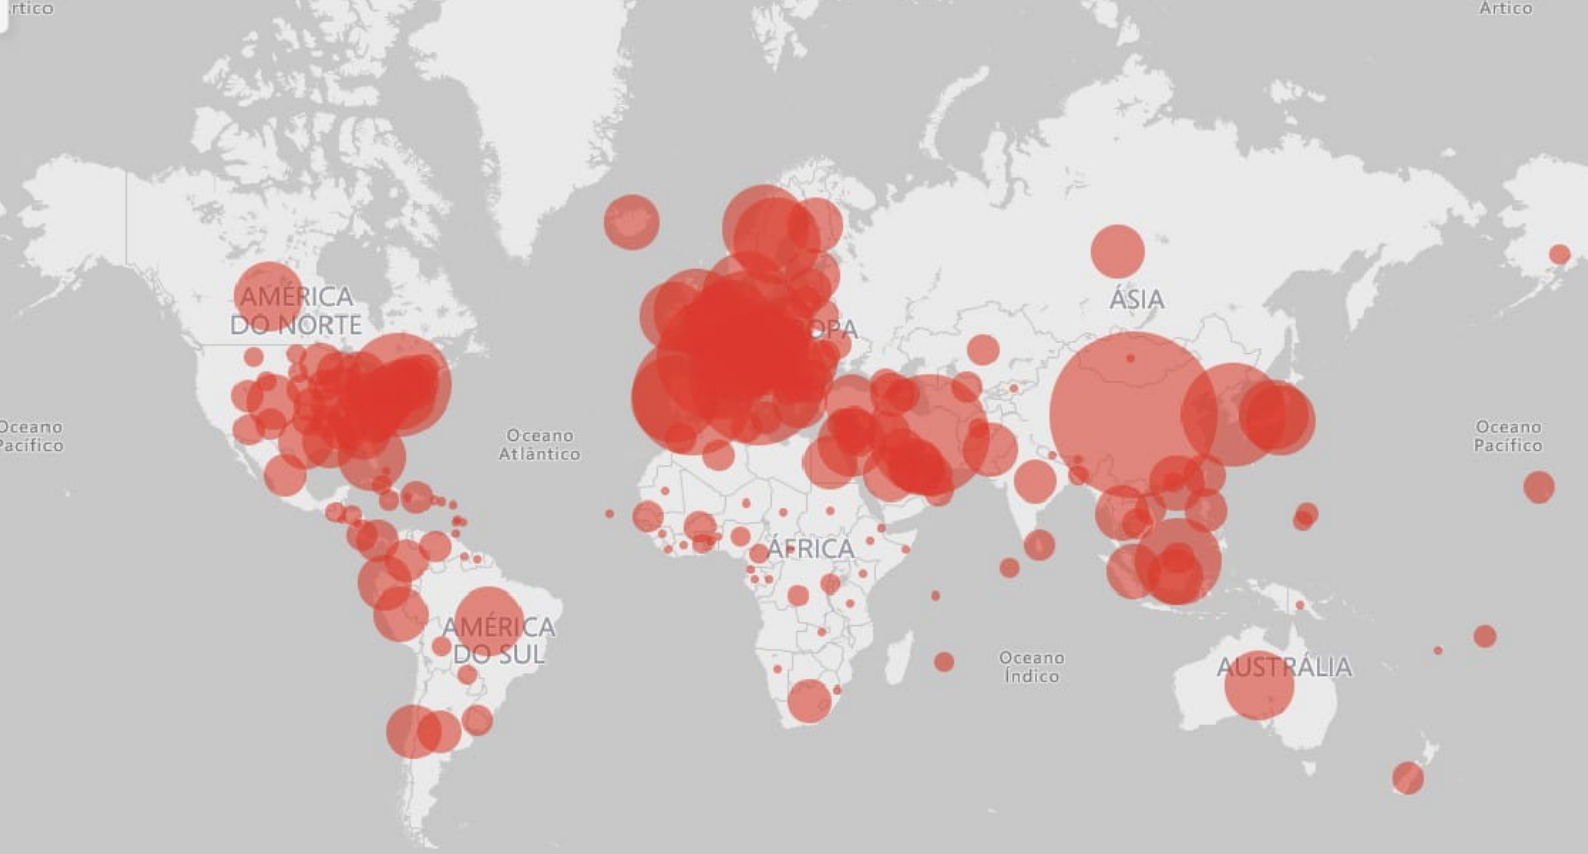 rtico
Ártico
AMÉRICA
DO NORTE
OPA
ÁSIA
Oceano
Pacífico
Oceano
Atlântico
Oceano
Pacífico
ÁFRICA
AMÉRICA
DO SUL
Oceano
Índico
AUSTRÁLIA